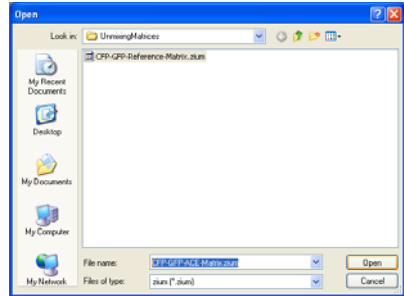 Open
Look in: UnmixingMatrices
CFP-GFP-Reference-Matrix.zium
My Recent
Documents
Desktop
My Documents
My Computer
My Network
File name: CFP-GFP-ACE-Matrix.zium Open
Files of type: zium (*.zium) Cancel